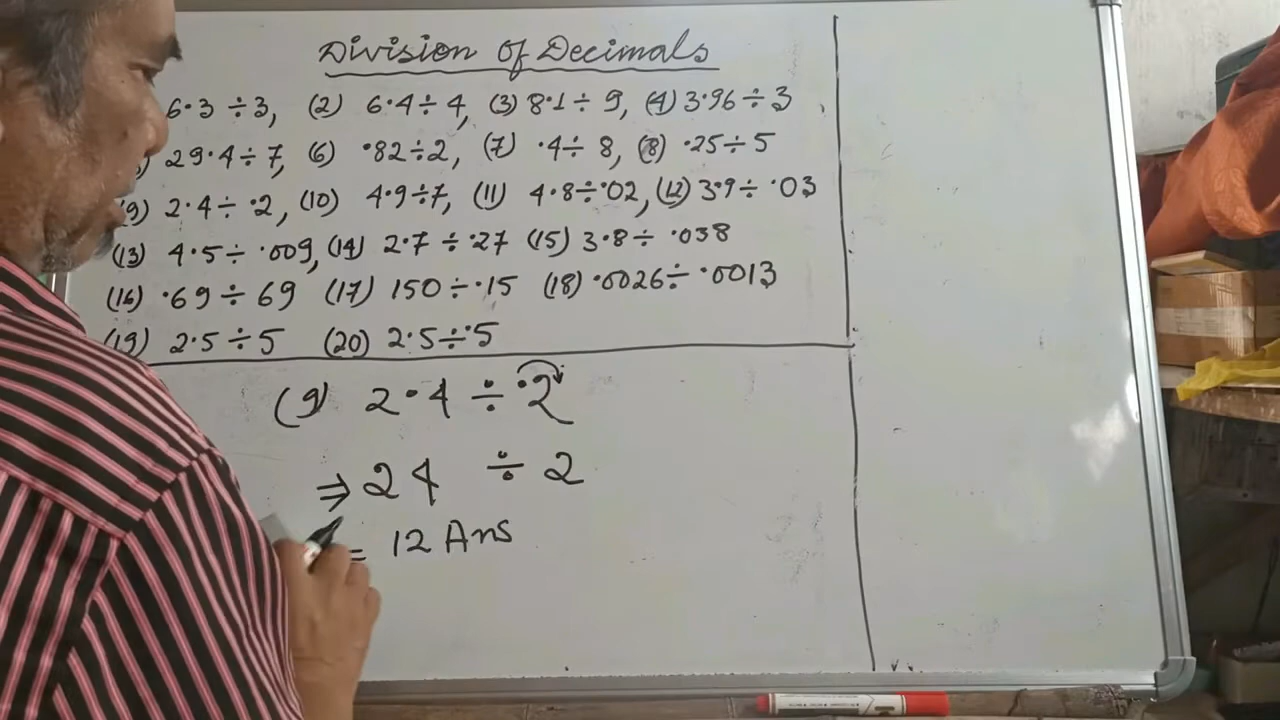 Division of Decimals
6·3 ÷ 3, (2) 6·4 ÷ 4, (3) 8·1 ÷ 9, (4) 3·96 ÷ 3
) 29·4 ÷ 7, (6) ·82 ÷ 2, (7) ·4 ÷ 8, (8) ·25 ÷ 5
(9) 2·4 ÷ ·2, (10) 4·9 ÷ 7, (11) 4·8 ÷ ·02, (12) 3·9 ÷ ·03
(13) 4·5 ÷ ·009, (14) 2·7 ÷ ·27 (15) 3·8 ÷ ·038
(16) ·69 ÷ 69 (17) 150 ÷ ·15 (18) ·0026 ÷ ·0013
(19) 2·5 ÷ 5 (20) 2·5 ÷ ·5
(9) 2·4 ÷ ·2
⇒ 24 ÷ 2
= 12 Ans